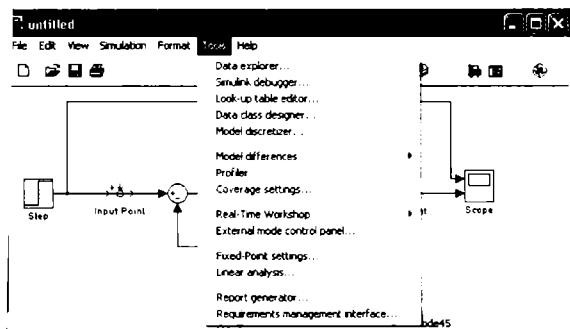 untitled
File Edit View Simulation Format Tools Help
Data explorer...
Simulink debugger...
Look-up table editor...
Data class designer...
Model discretizer...
Model differences
Profiler
Coverage settings...
Real-Time Workshop
External mode control panel...
Fixed-Point settings...
Linear analysis...
Report generator...
Requirements management interface...
Step
Input Point
Scope
ode45